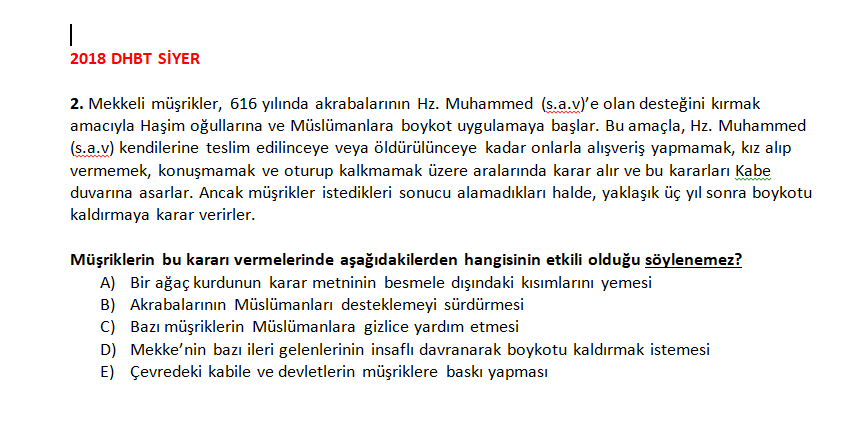 2018 DHBT SİYER
2. Mekkeli müşrikler, 616 yılında akrabalarının Hz. Muhammed (s.a.v)’e olan desteğini kırmak
amacıyla Haşim oğullarına ve Müslümanlara boykot uygulamaya başlar. Bu amaçla, Hz. Muhammed
(s.a.v) kendilerine teslim edilinceye veya öldürülünceye kadar onlarla alışveriş yapmamak, kız alıp
vermemek, konuşmamak ve oturup kalkmamak üzere aralarında karar alır ve bu kararları Kabe
duvarına asarlar. Ancak müşrikler istedikleri sonucu alamadıkları halde, yaklaşık üç yıl sonra boykotu
kaldırmaya karar verirler.
Müşriklerin bu kararı vermelerinde aşağıdakilerden hangisinin etkili olduğu söylenemez?
A) Bir ağaç kurdunun karar metninin besmele dışındaki kısımlarını yemesi
B) Akrabalarının Müslümanları desteklemeyi sürdürmesi
C) Bazı müşriklerin Müslümanlara gizlice yardım etmesi
D) Mekke’nin bazı ileri gelenlerinin insaflı davranarak boykotu kaldırmak istemesi
E) Çevredeki kabile ve devletlerin müşriklere baskı yapması